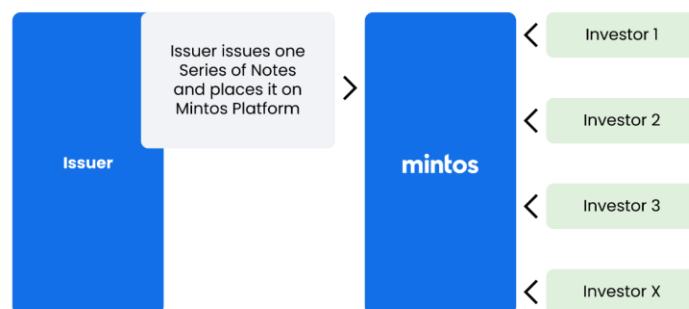 Issuer issues one
Series of Notes
and places it on
Mintos Platform
Issuer
mintos
Investor 1
Investor 2
Investor 3
Investor X